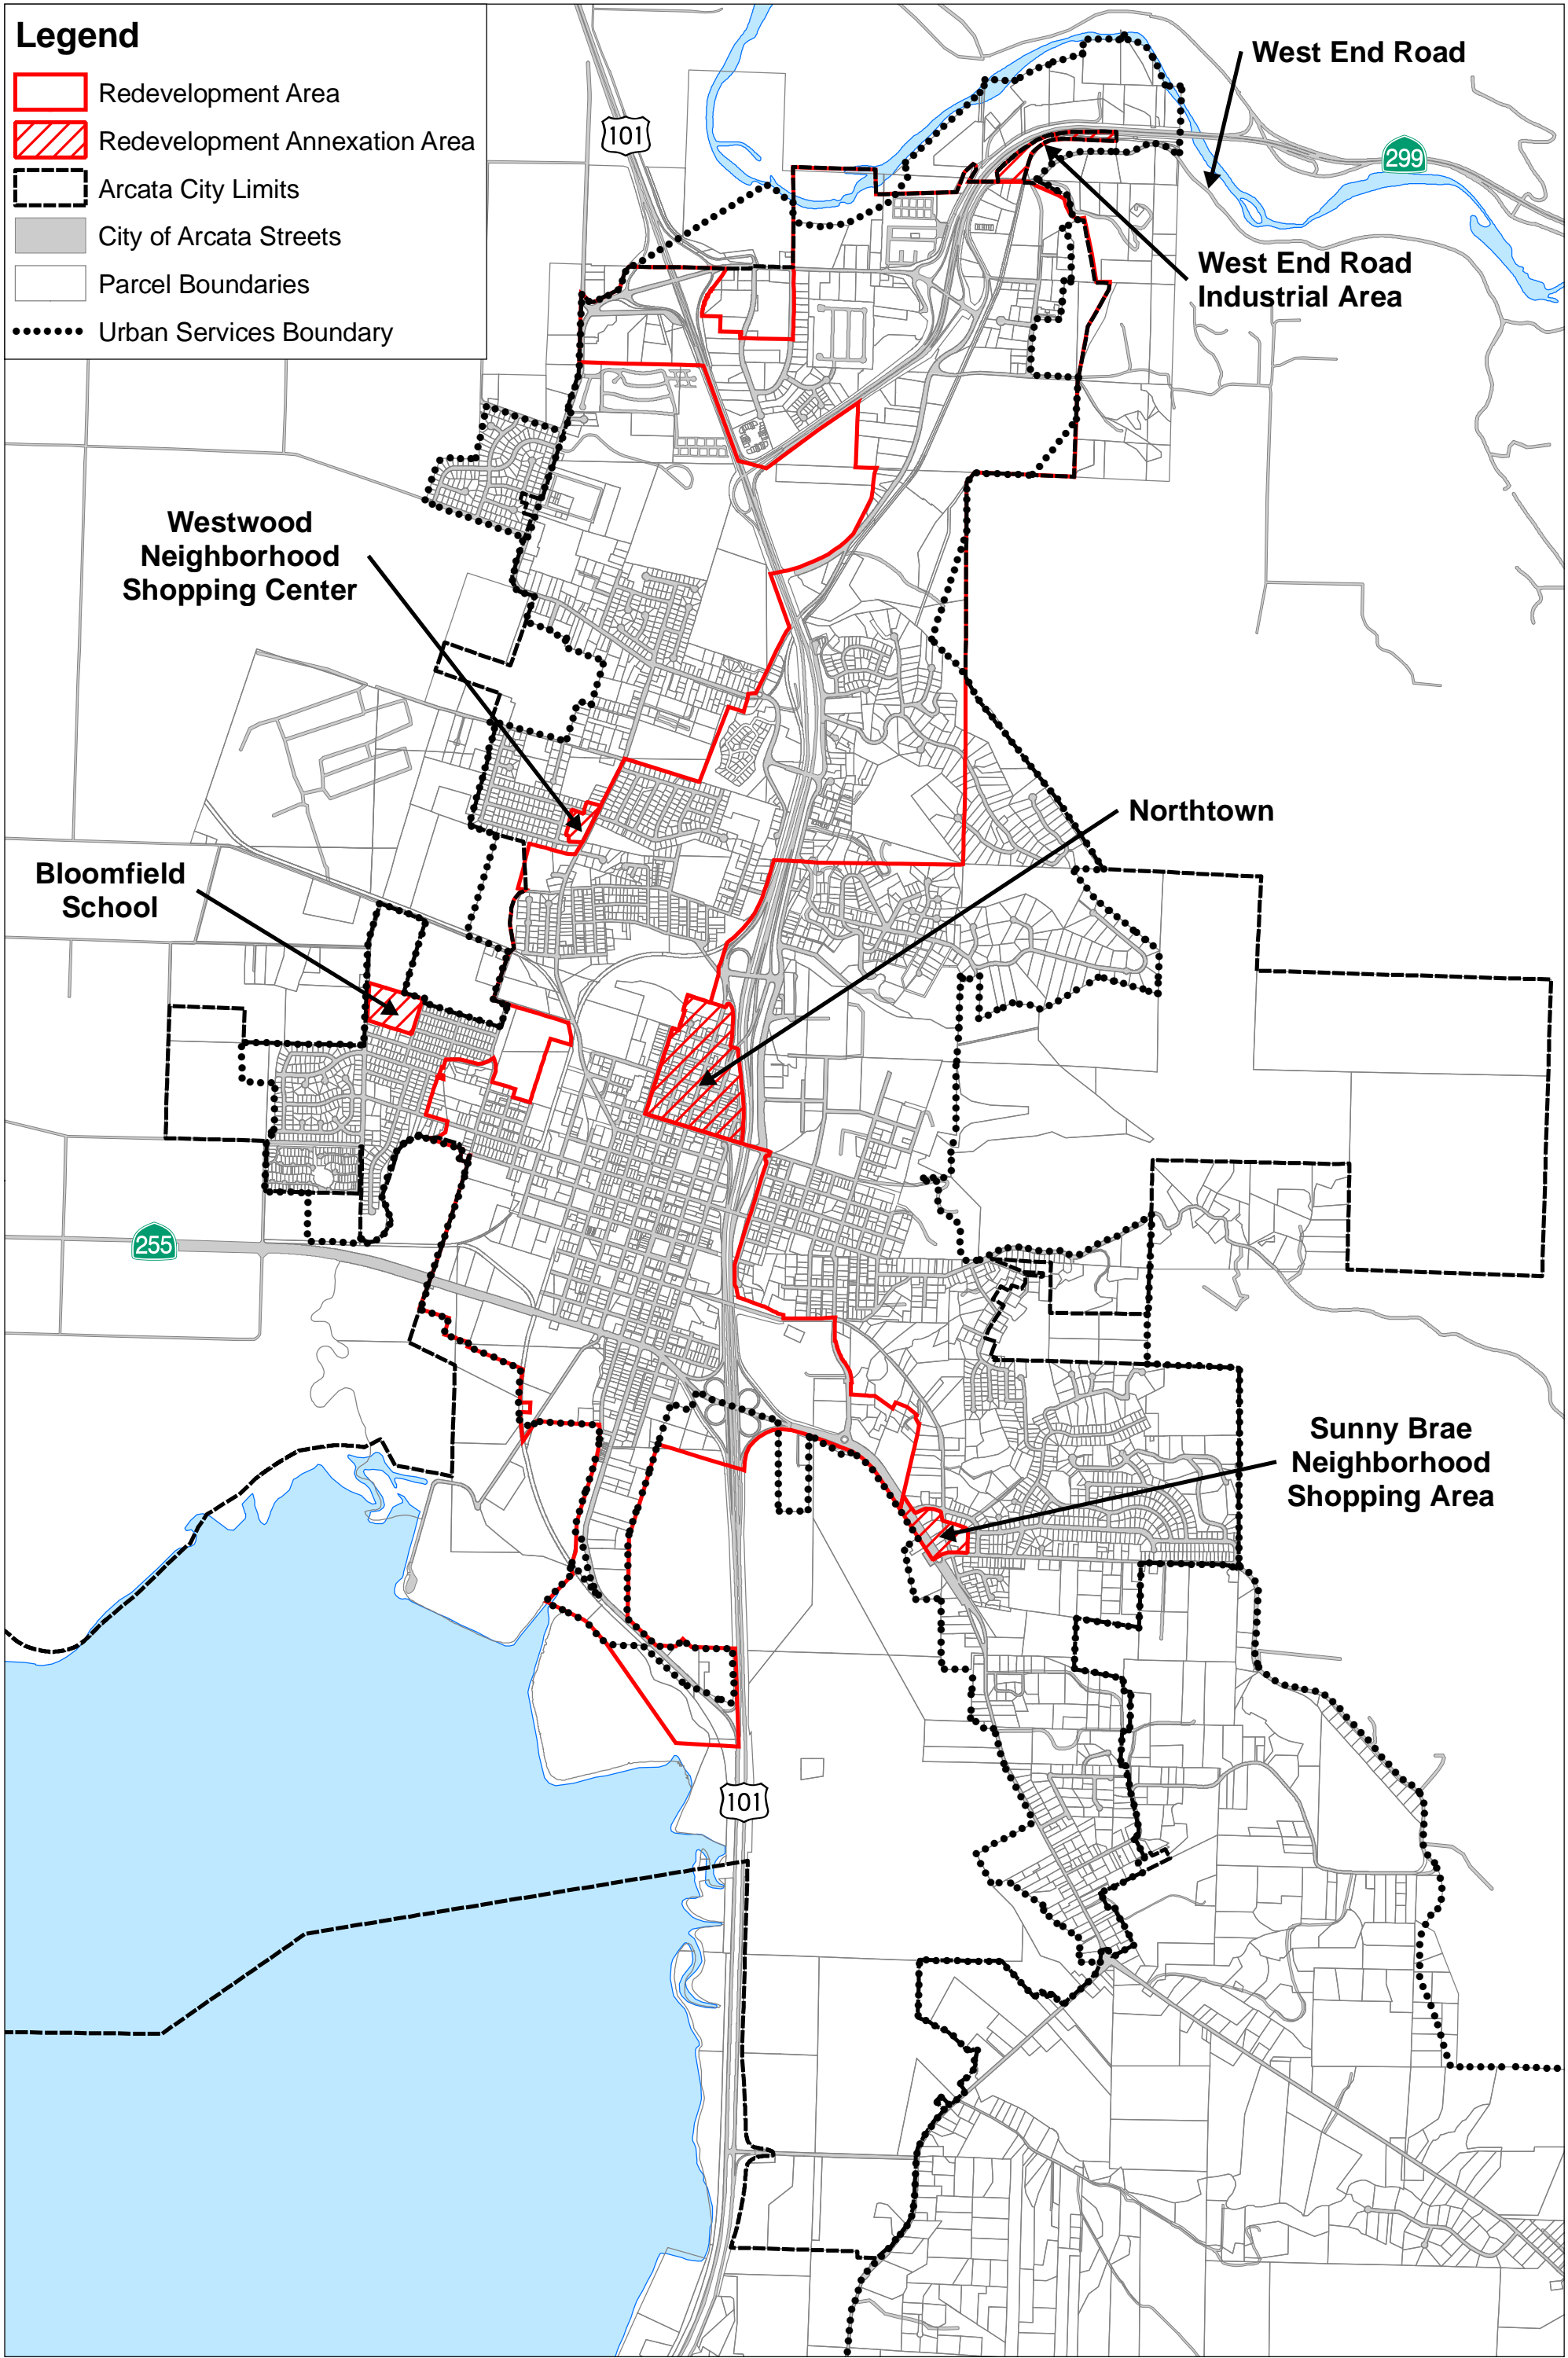 Legend
Redevelopment Area
Redevelopment Annexation Area
Arcata City Limits
City of Arcata Streets
Parcel Boundaries
Urban Services Boundary
101
West End Road
299
West End Road
Industrial Area
Westwood
Neighborhood
Shopping Center
Northtown
Bloomfield
School
255
Sunny Brae
Neighborhood
Shopping Area
101